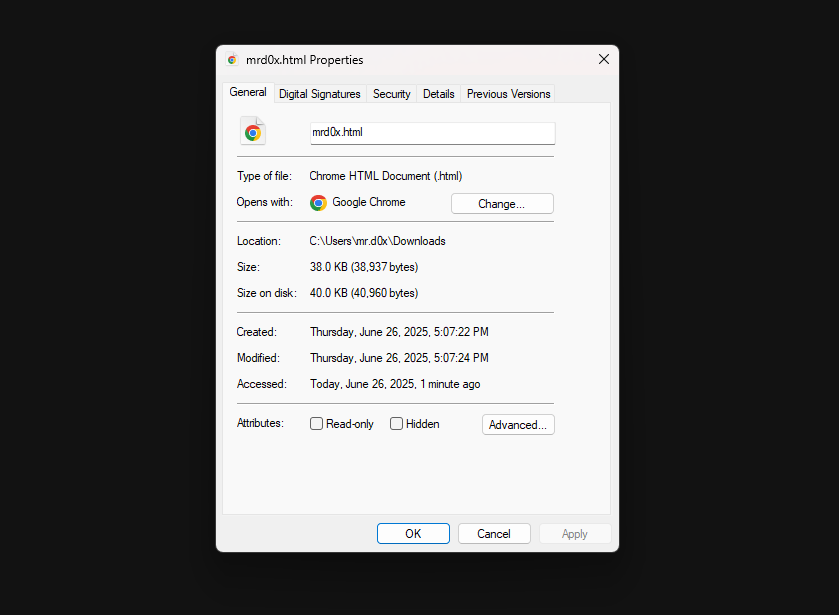 mrd0x.html Properties
General Digital Signatures Security Details Previous Versions
mrd0x.html
Type of file: Chrome HTML Document (.html)
Opens with: Google Chrome Change...
Location: C:\Users\mr.d0x\Downloads
Size: 38.0 KB (38,937 bytes)
Size on disk: 40.0 KB (40,960 bytes)
Created: Thursday, June 26, 2025, 5:07:22 PM
Modified: Thursday, June 26, 2025, 5:07:24 PM
Accessed: Today, June 26, 2025, 1 minute ago
Attributes: Read-only Hidden Advanced...
OK Cancel Apply